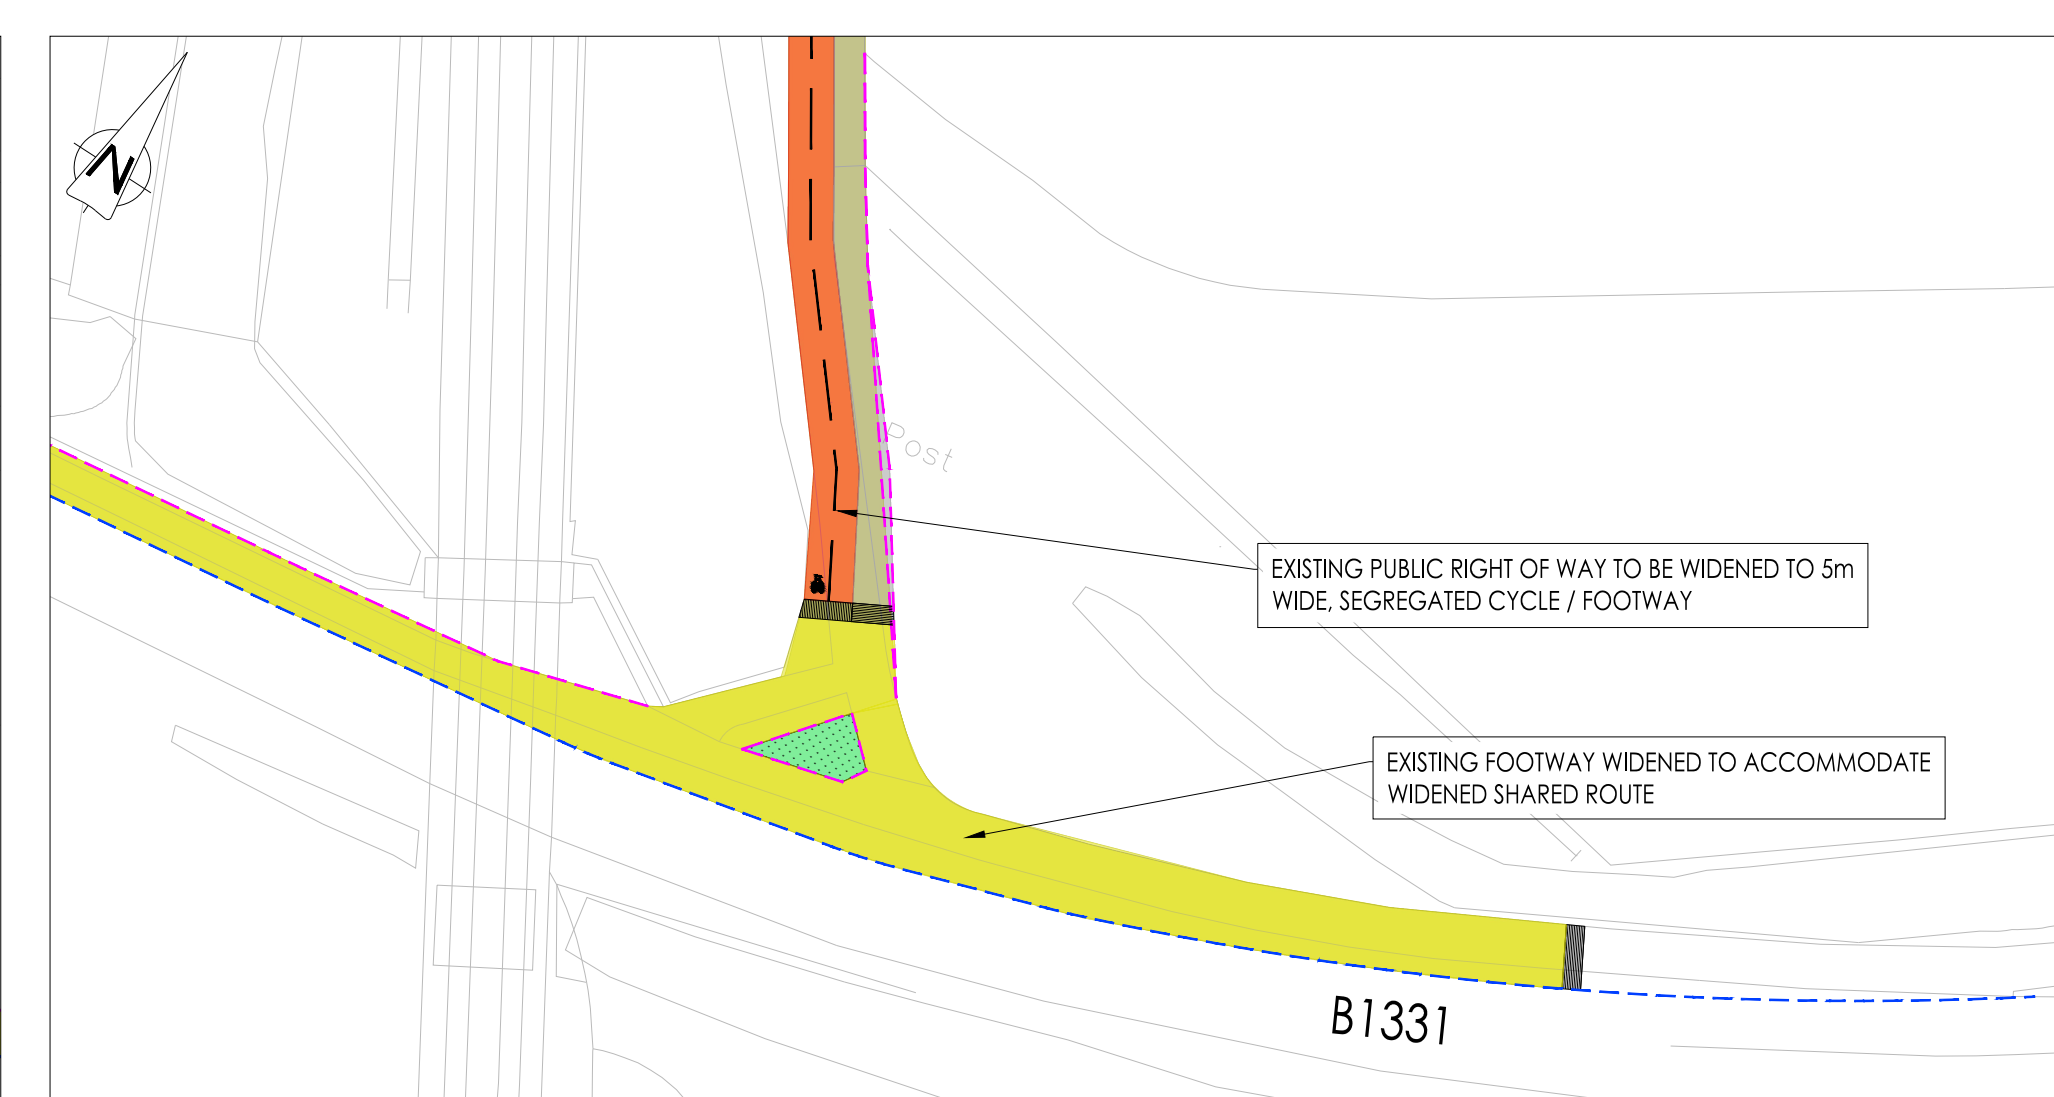 N
Post
EXISTING PUBLIC RIGHT OF WAY TO BE WIDENED TO 5m
WIDE, SEGREGATED CYCLE / FOOTWAY
EXISTING FOOTWAY WIDENED TO ACCOMMODATE
WIDENED SHARED ROUTE
B1331